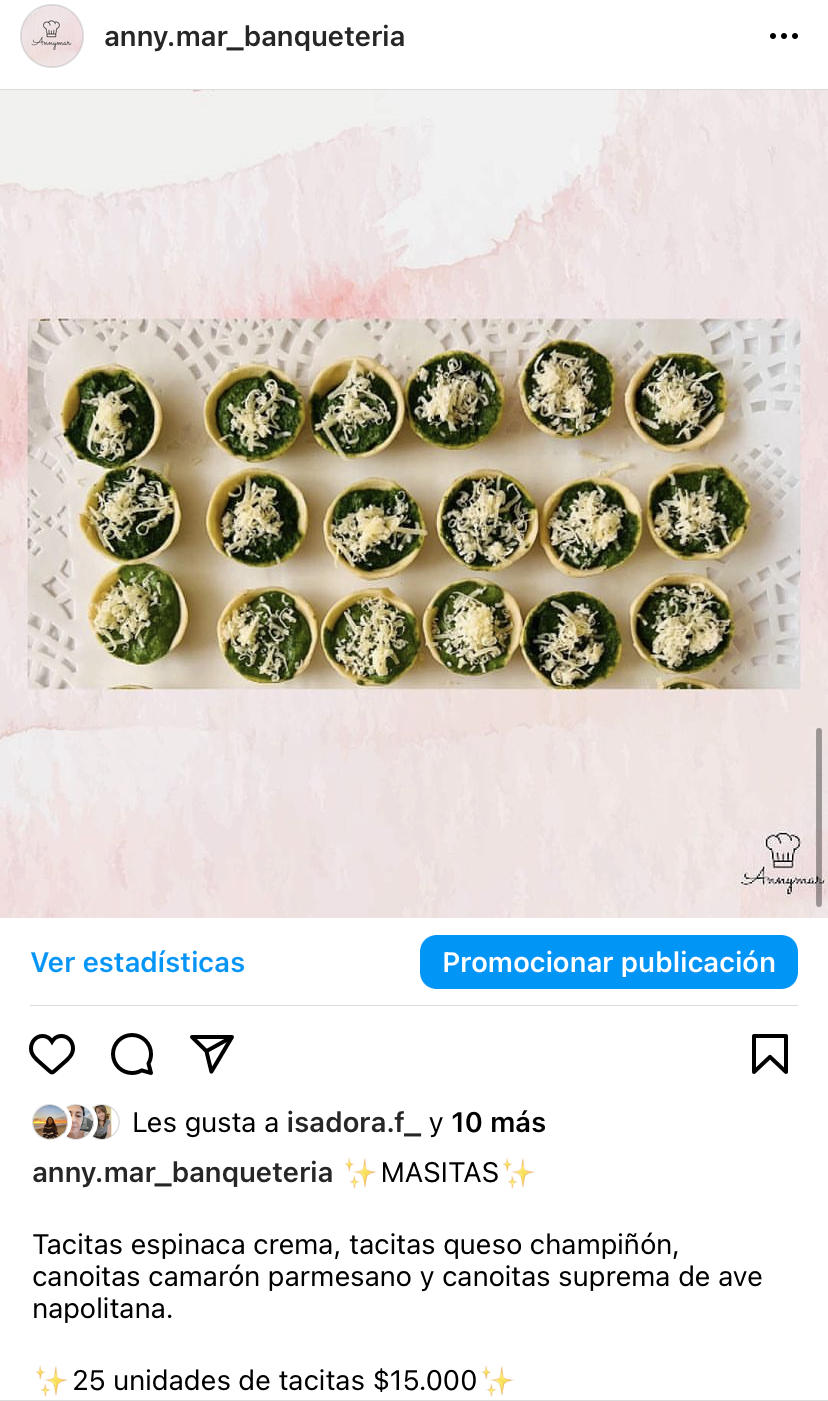 Annymar
anny.mar_banqueteria
Annymar
Ver estadísticas
Promocionar publicación
Les gusta a isadora.f_ y 10 más
anny.mar_banqueteria ✨MASITAS✨
Tacitas espinaca crema, tacitas queso champiñón,
canoitas camarón parmesano y canoitas suprema de ave
napolitana.
✨25 unidades de tacitas $15.000✨